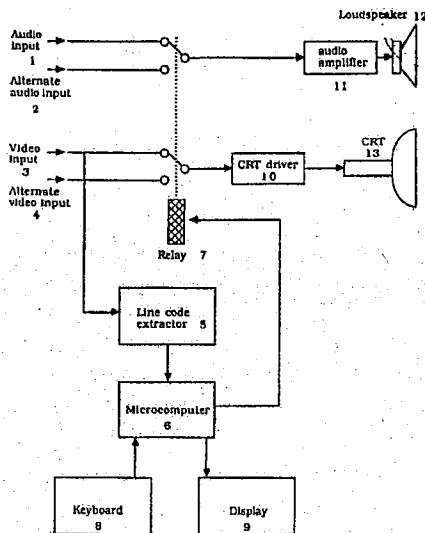 Loudspeaker 12
Audio
input
1
Alternate
audio input
2
audio
amplifier
11
Video
input
3
Alternate
video input
4
CRT driver
10
CRT
13
Relay 7
Line code
extractor 5
Microcomputer
6
Keyboard
8
Display
9